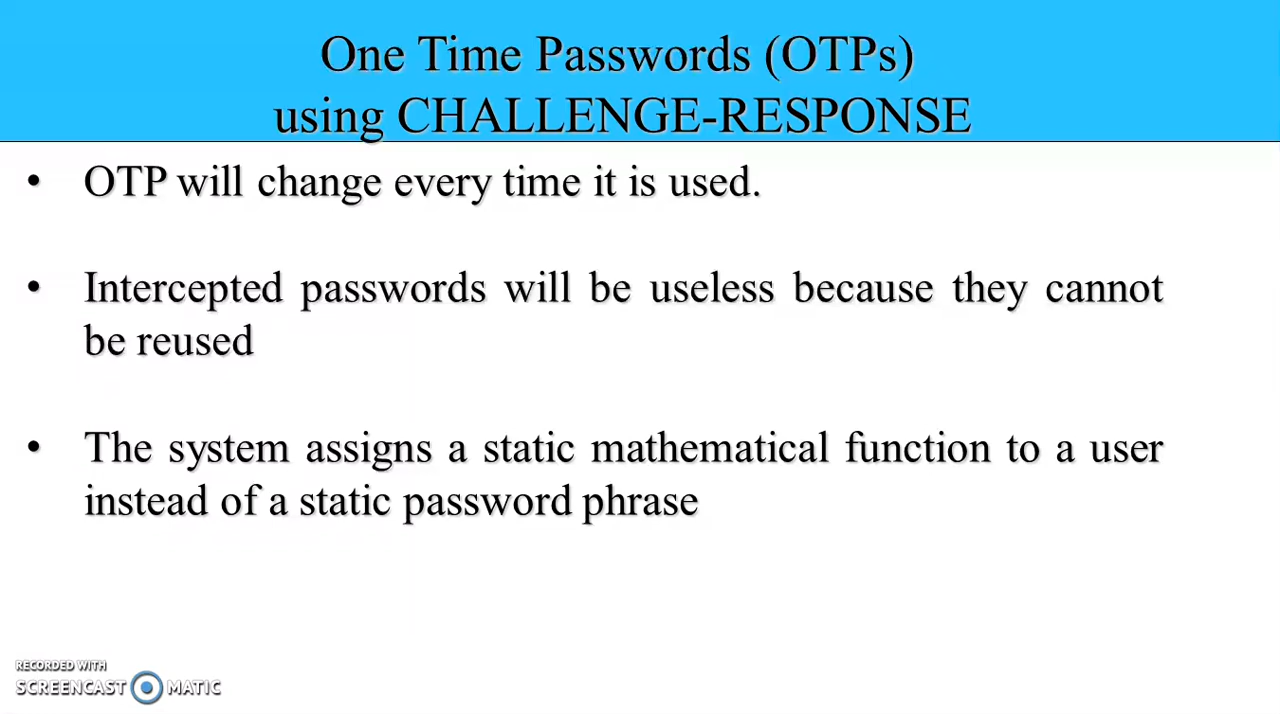 One Time Passwords (OTPs)
using CHALLENGE-RESPONSE
• OTP will change every time it is used.
• Intercepted passwords will be useless because they cannot
be reused
• The system assigns a static mathematical function to a user
instead of a static password phrase
RECORDED WITH
SCREENCAST MATIC